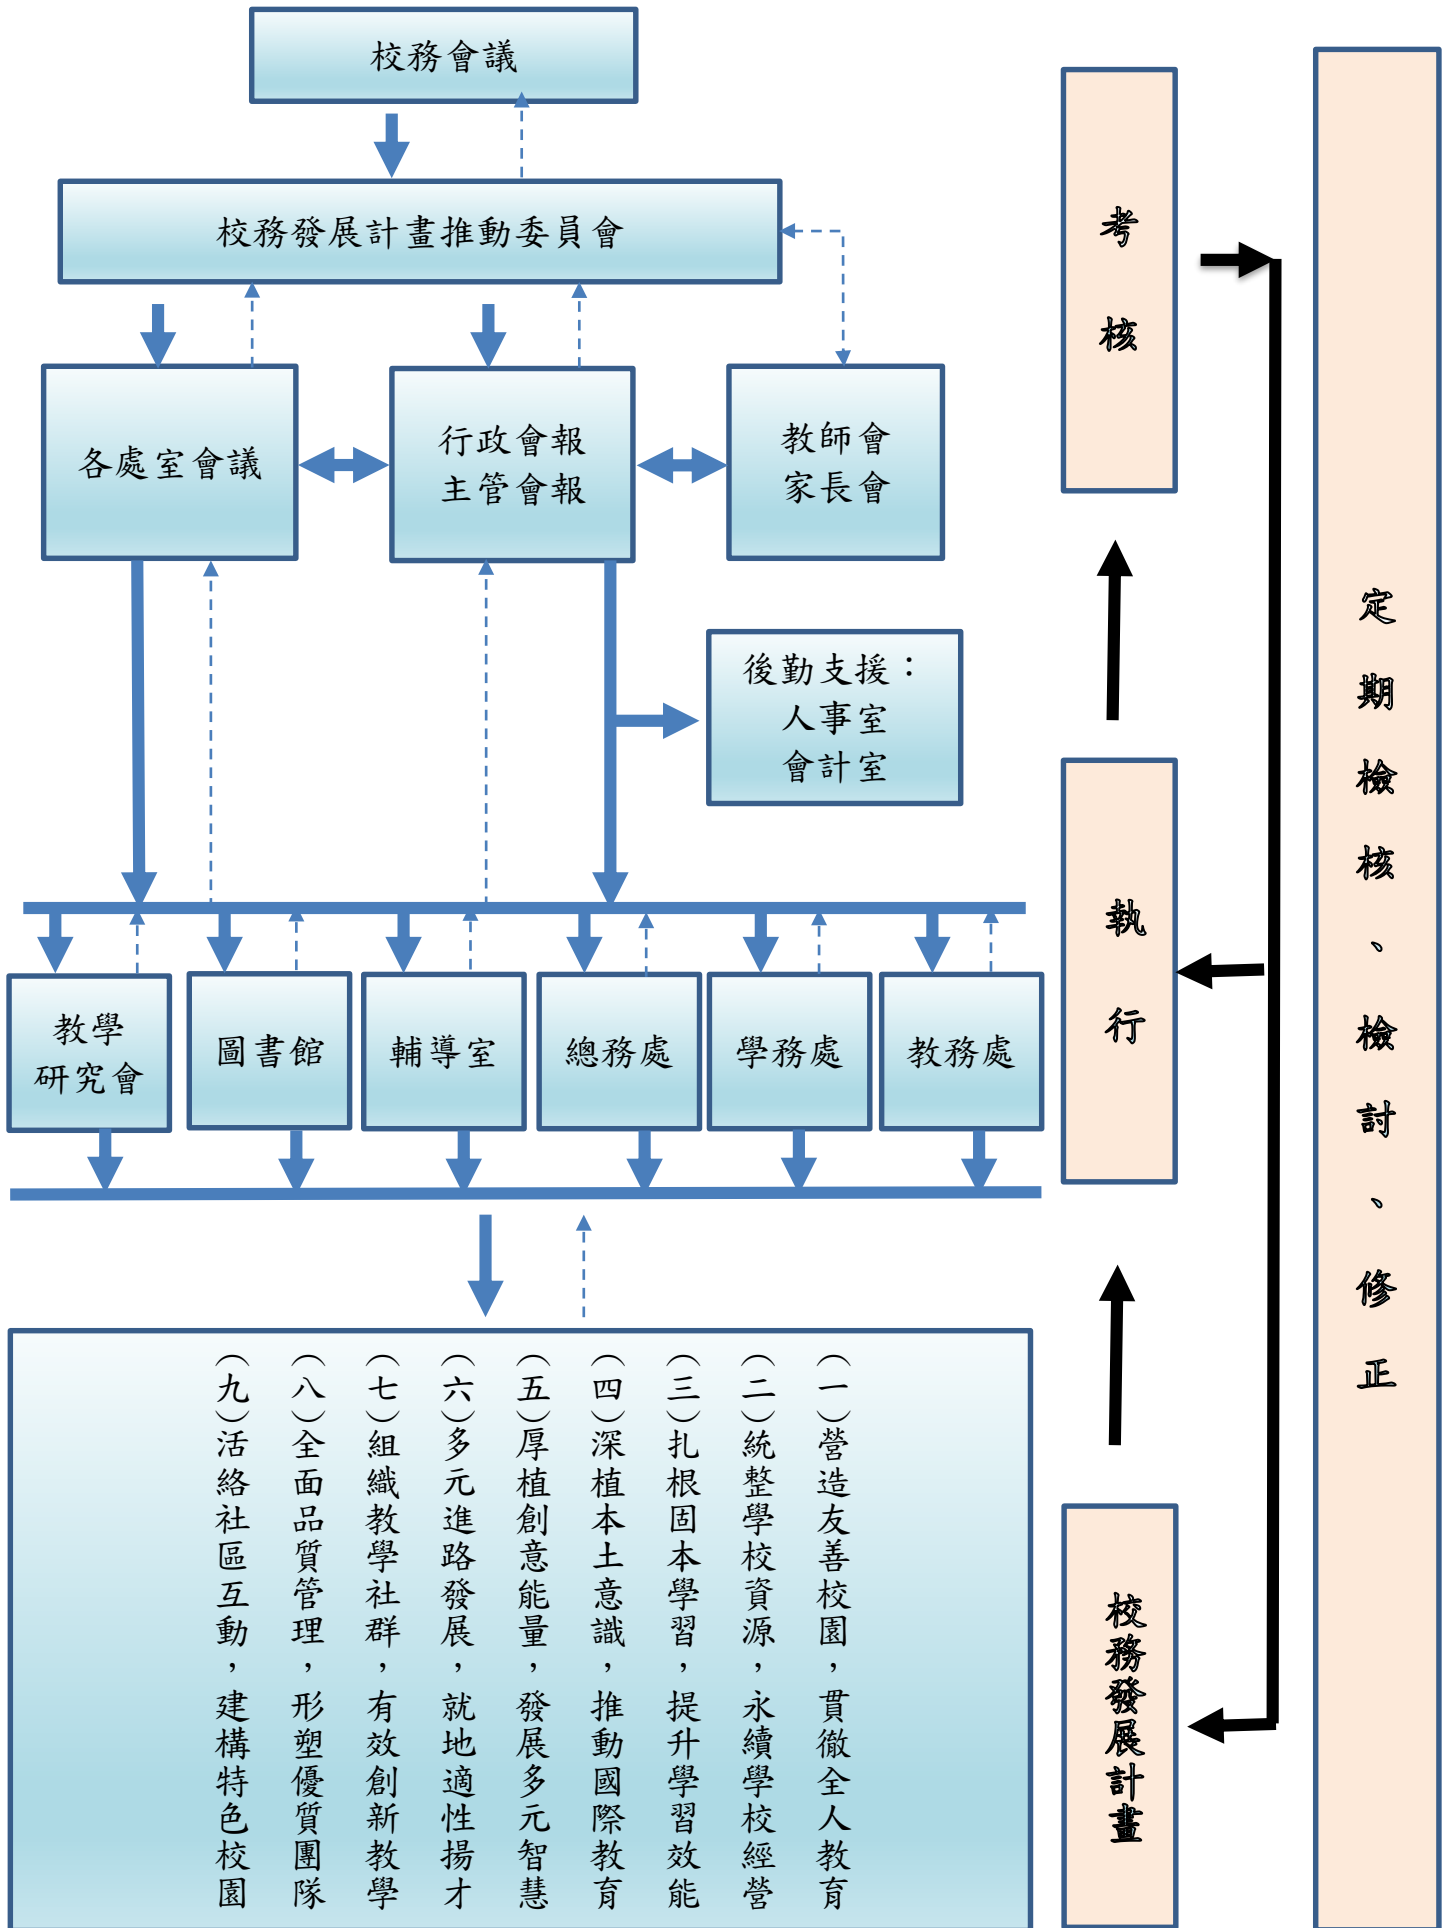 校務會議
校務發展計畫推動委員會
各處室會議
行政會報
主管會報
教師會
家長會
後勤支援：
人事室
會計室
教學
研究會
圖書館
輔導室
總務處
學務處
教務處
（一）營造友善校園，貫徹全人教育
（二）統整學校資源，永續學校經營
（三）扎根固本學習，提升學習效能
（四）深植本土意識，推動國際教育
（五）厚植創意能量，發展多元智慧
（六）多元進路發展，就地適性揚才
（七）組織教學社群，有效創新教學
（八）全面品質管理，形塑優質團隊
（九）活絡社區互動，建構特色校園
考核
執行
校務發展計畫
定期檢核、檢討、修正